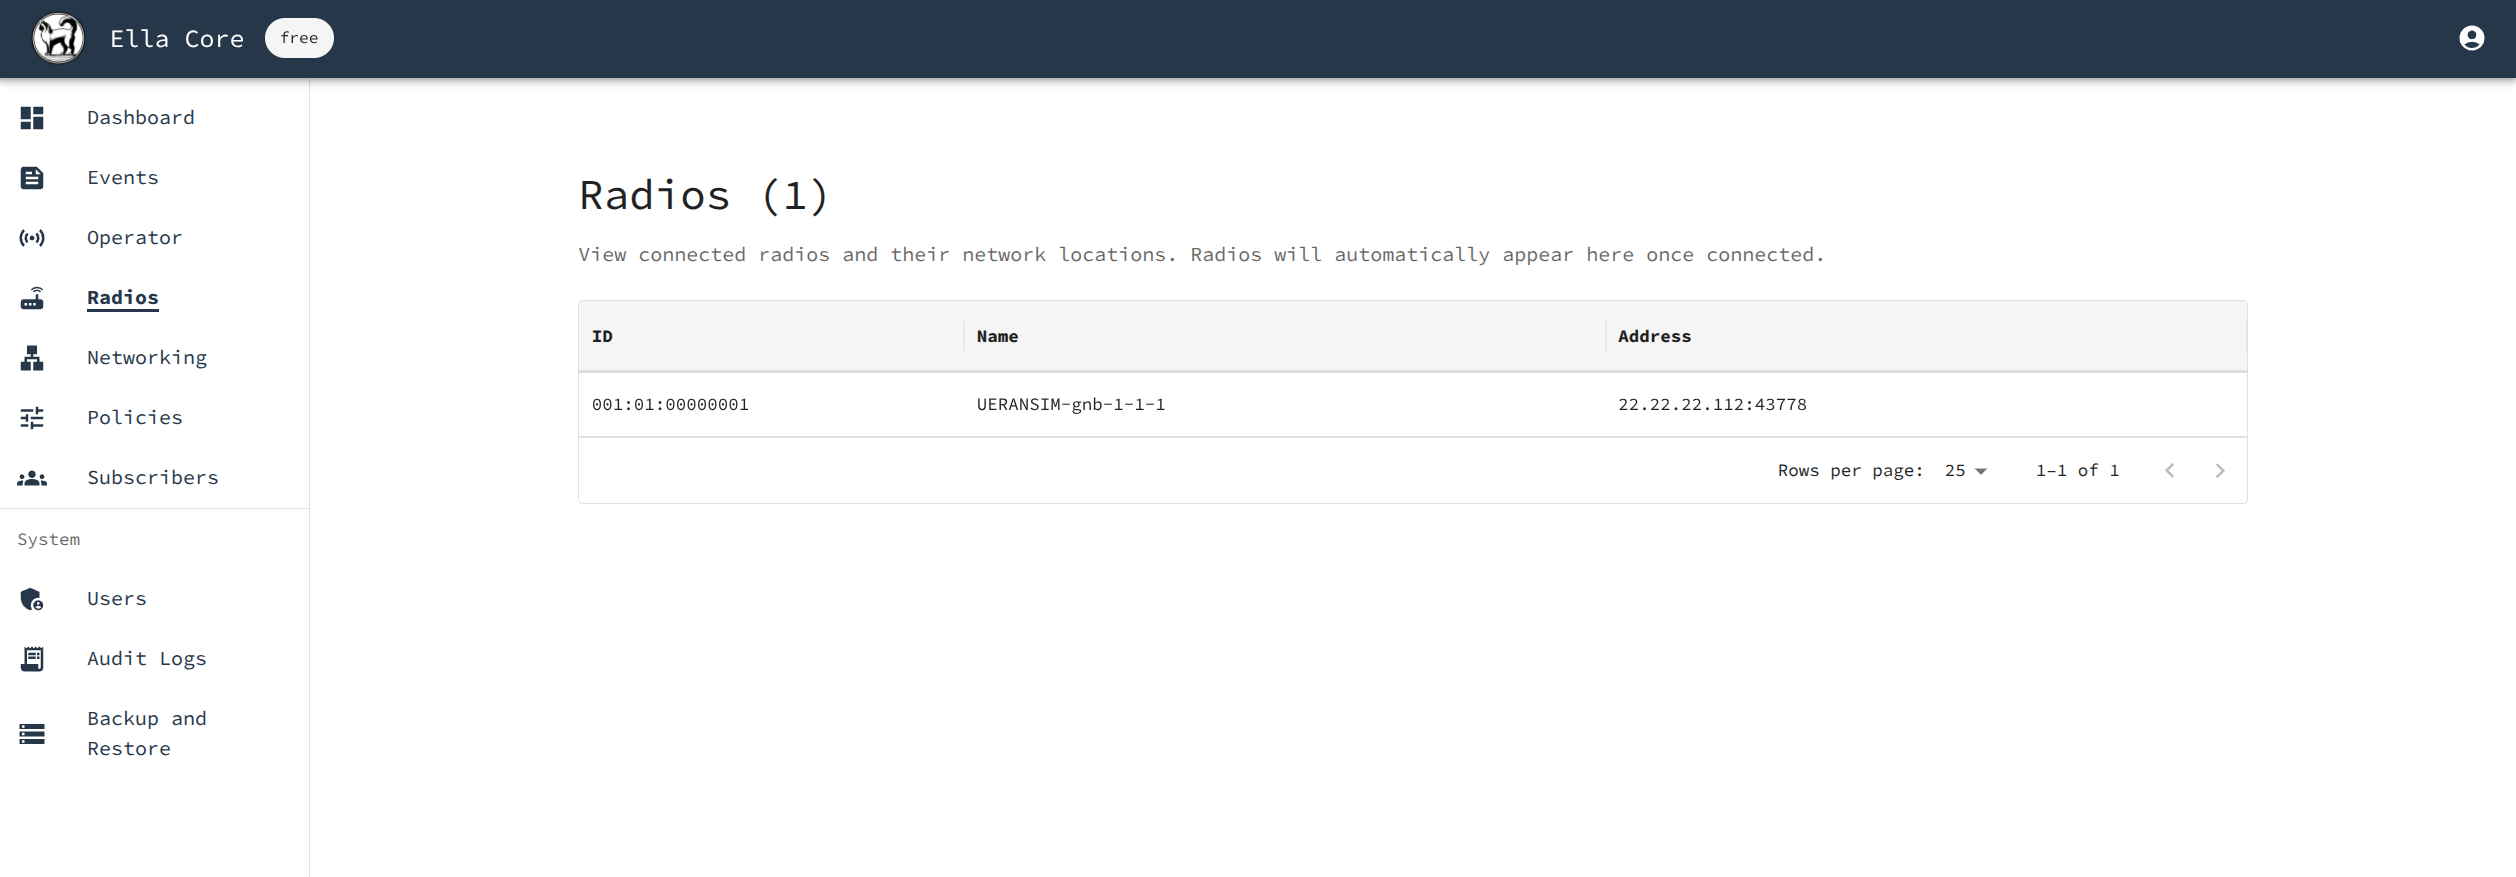 Ella Core free
Dashboard
Events
Operator
Radios
Networking
Policies
Subscribers
System
Users
Audit Logs
Backup and
Restore
Radios (1)
View connected radios and their network locations. Radios will automatically appear here once connected.
ID Name Address
001:01:00000001 UERANSIM-gnb-1-1-1 22.22.22.112:43778
Rows per page: 25 1–1 of 1